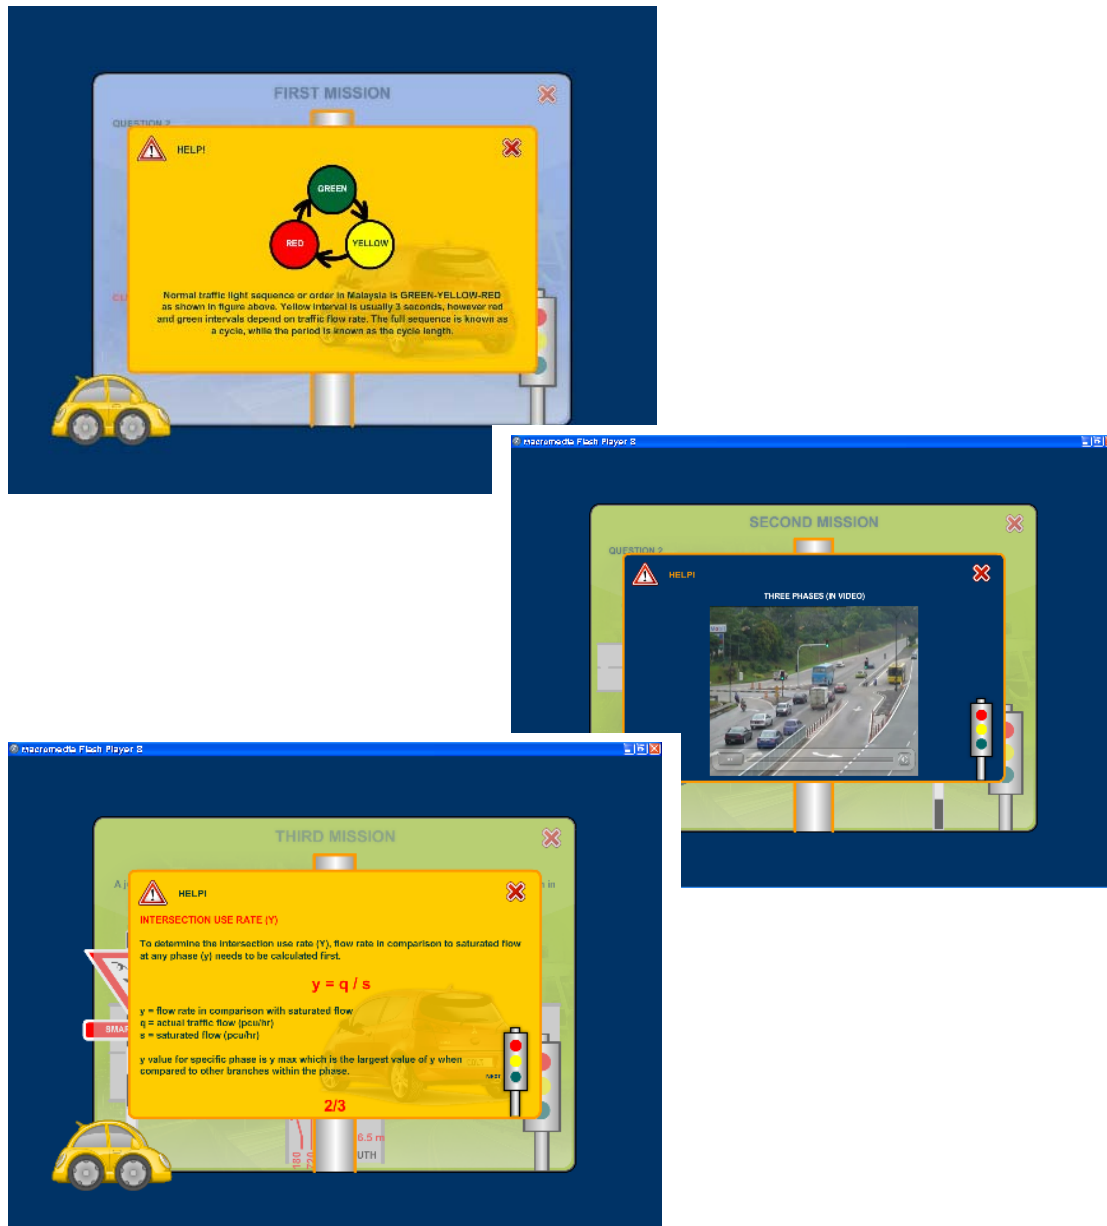 FIRST MISSION
QUESTION 2
HELP!
GREEN
RED
YELLOW
Normal traffic light sequence or order in Malaysia is GREEN-YELLOW-RED
as shown in figure above. Yellow interval is usually 3 seconds, however red
and green intervals depend on traffic flow rate. The full sequence is known as
a cycle, while the period is known as the cycle length.
Macromedia Flash Player 8
SECOND MISSION
QUESTION 2
HELP!
THREE PHASES (IN VIDEO)
Macromedia Flash Player 8
THIRD MISSION
HELP!
INTERSECTION USE RATE (Y)
To determine the intersection use rate (Y), flow rate in comparison to saturated flow
at any phase (y) needs to be calculated first.
y = q / s
y = flow rate in comparison with saturated flow
q = actual traffic flow (pcu/hr)
s = saturated flow (pcu/hr)
y value for specific phase is y max which is the largest value of y when
compared to other branches within the phase.
2/3
6.5 m
180
720
UTH